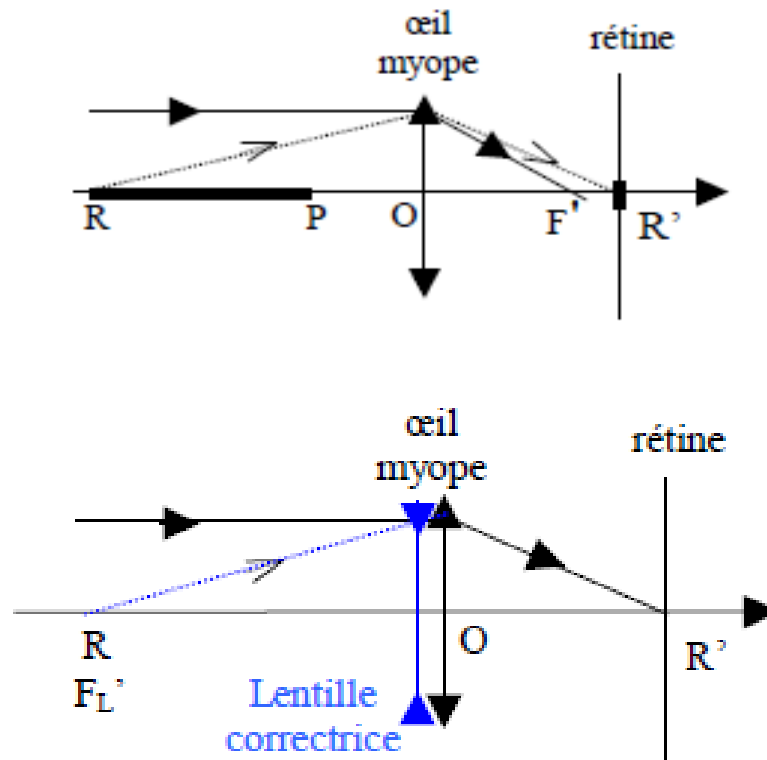 œil
myope
rétine
R
P
O
F'
R’
œil
myope
rétine
R
O
R’
F_L’
Lentille
correctrice